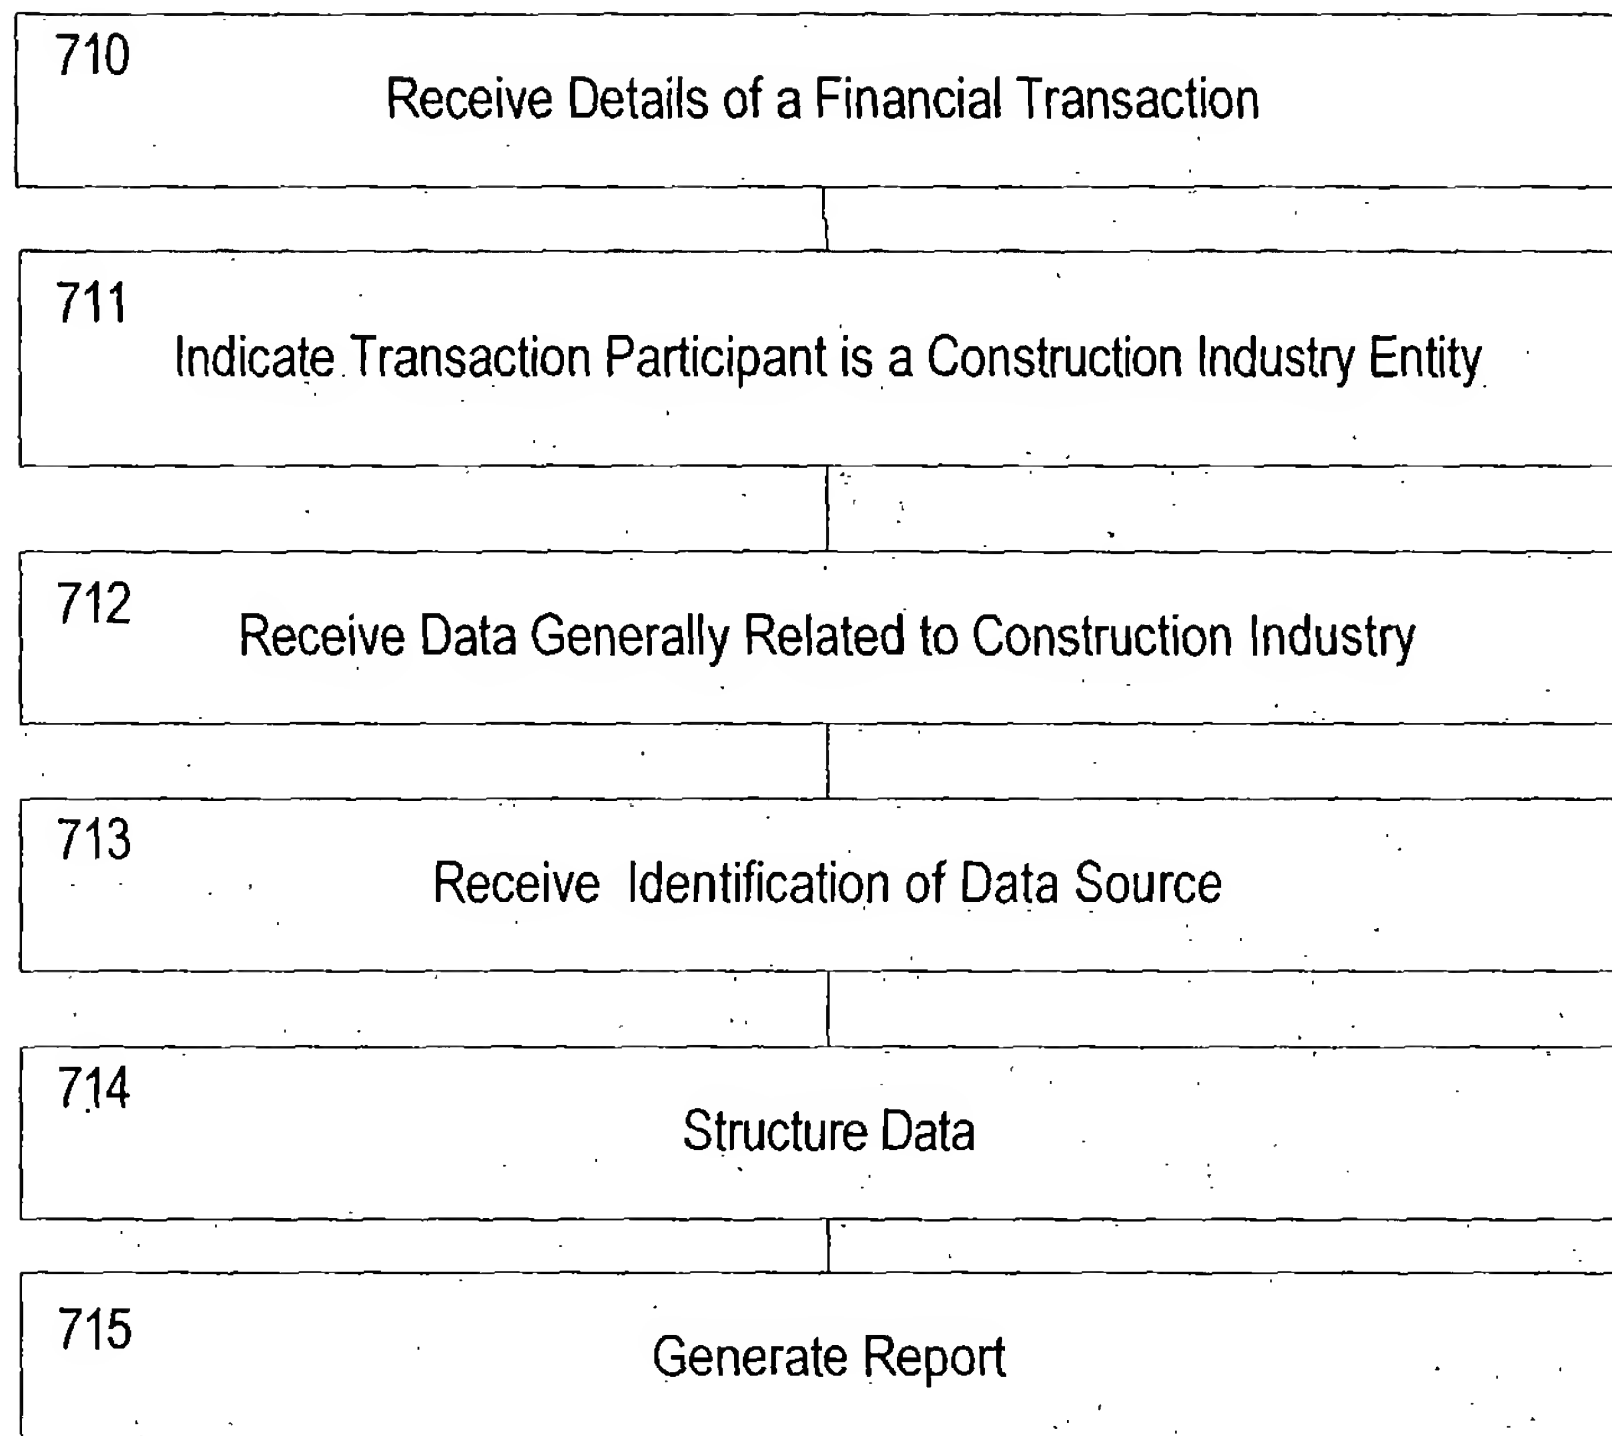 710
Receive Details of a Financial Transaction
711
Indicate Transaction Participant is a Construction Industry Entity
712
Receive Data Generally Related to Construction Industry
713
Receive Identification of Data Source
714
Structure Data
715
Generate Report